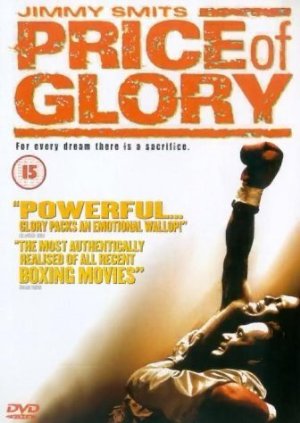 JIMMY SMITS
PRICE of
GLORY
For every dream there is a sacrifice.
15
"POWERFUL...
GLORY PACKS AN EMOTIONAL WALLOP!"
"THE MOST AUTHENTICALLY
REALISED OF ALL RECENT
BOXING MOVIES"
DVD